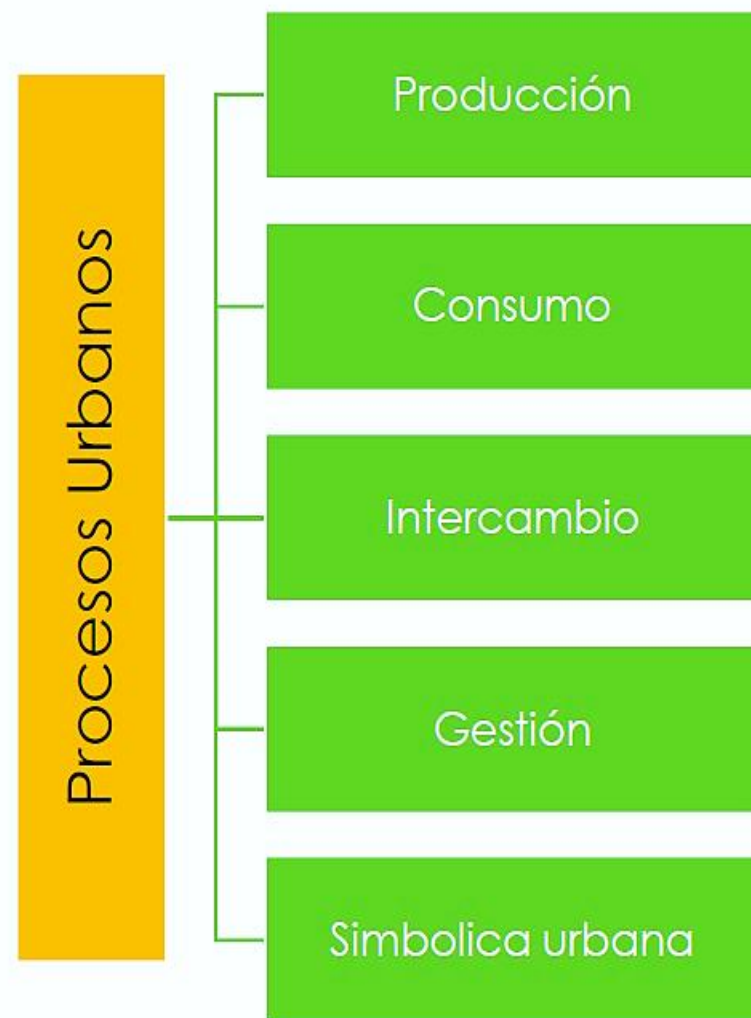 Procesos Urbanos
Producción
Consumo
Intercambio
Gestión
Simbolica urbana